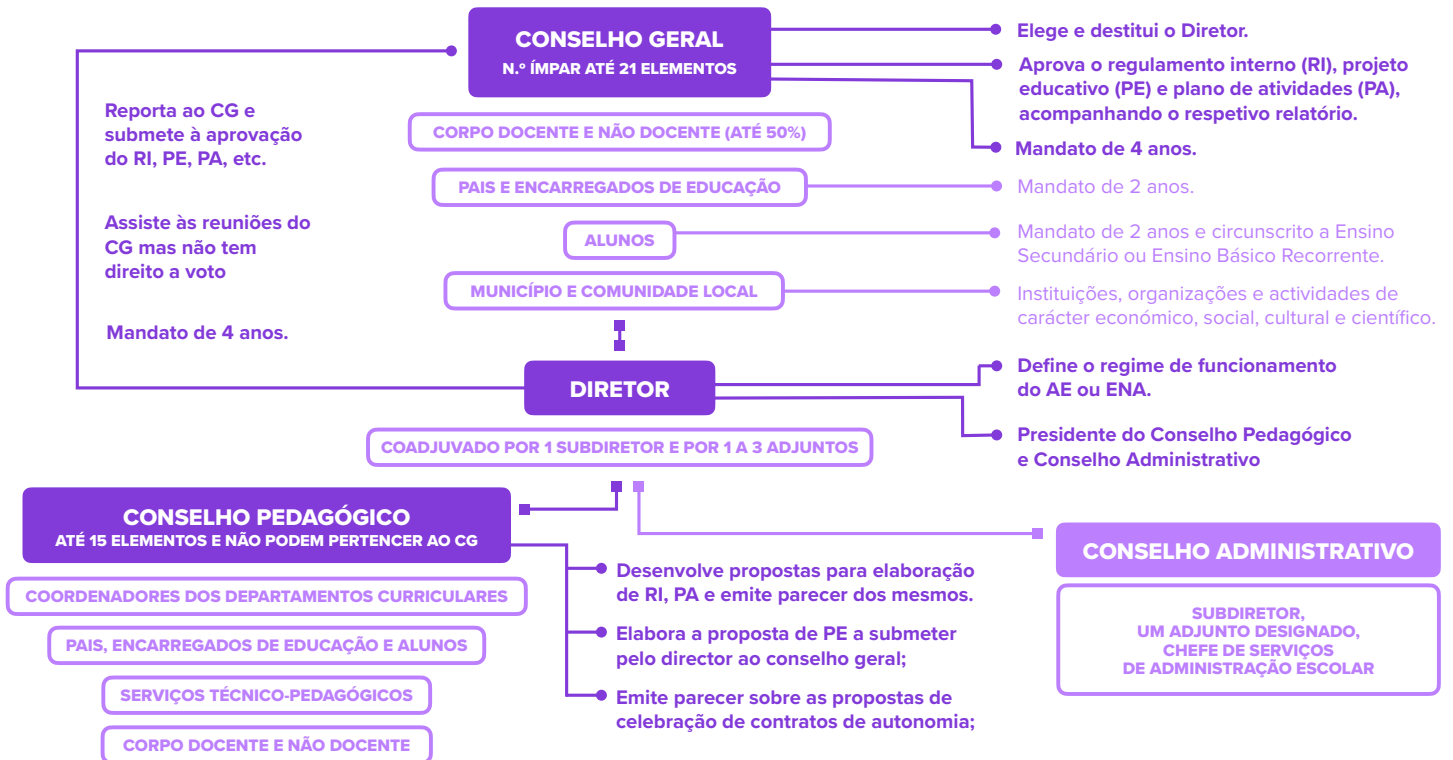 CONSELHO GERAL
N.º ÍMPAR ATÉ 21 ELEMENTOS
Elege e destitui o Diretor.
Aprova o regulamento interno (RI), projeto
educativo (PE) e plano de atividades (PA),
acompanhando o respetivo relatório.
Mandato de 4 anos.
Reporta ao CG e
submete à aprovação
do RI, PE, PA, etc.
Assiste às reuniões do
CG mas não tem
direito a voto
Mandato de 4 anos.
CORPO DOCENTE E NÃO DOCENTE (ATÉ 50%)
PAIS E ENCARREGADOS DE EDUCAÇÃO
Mandato de 2 anos.
ALUNOS
Mandato de 2 anos e circunscrito a Ensino
Secundário ou Ensino Básico Recorrente.
MUNICÍPIO E COMUNIDADE LOCAL
Instituições, organizações e actividades de
carácter económico, social, cultural e científico.
DIRETOR
Define o regime de funcionamento
do AE ou ENA.
Presidente do Conselho Pedagógico
e Conselho Administrativo
COADJUVADO POR 1 SUBDIRETOR E POR 1 A 3 ADJUNTOS
CONSELHO PEDAGÓGICO
ATÉ 15 ELEMENTOS E NÃO PODEM PERTENCER AO CG
COORDENADORES DOS DEPARTAMENTOS CURRICULARES
PAIS, ENCARREGADOS DE EDUCAÇÃO E ALUNOS
SERVIÇOS TÉCNICO-PEDAGÓGICOS
CORPO DOCENTE E NÃO DOCENTE
Desenvolve propostas para elaboração
de RI, PA e emite parecer dos mesmos.
Elabora a proposta de PE a submeter
pelo director ao conselho geral;
Emite parecer sobre as propostas de
celebração de contratos de autonomia;
CONSELHO ADMINISTRATIVO
SUBDIRETOR,
UM ADJUNTO DESIGNADO,
CHEFE DE SERVIÇOS
DE ADMINISTRAÇÃO ESCOLAR